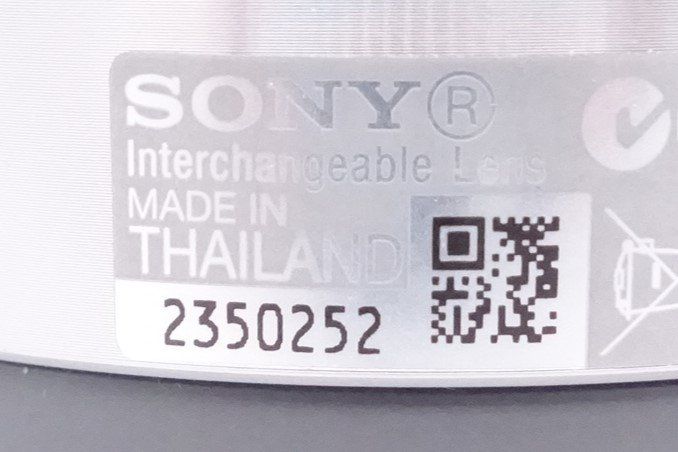 SONY®
Interchangeable Lens
MADE IN
THAILAND
2350252